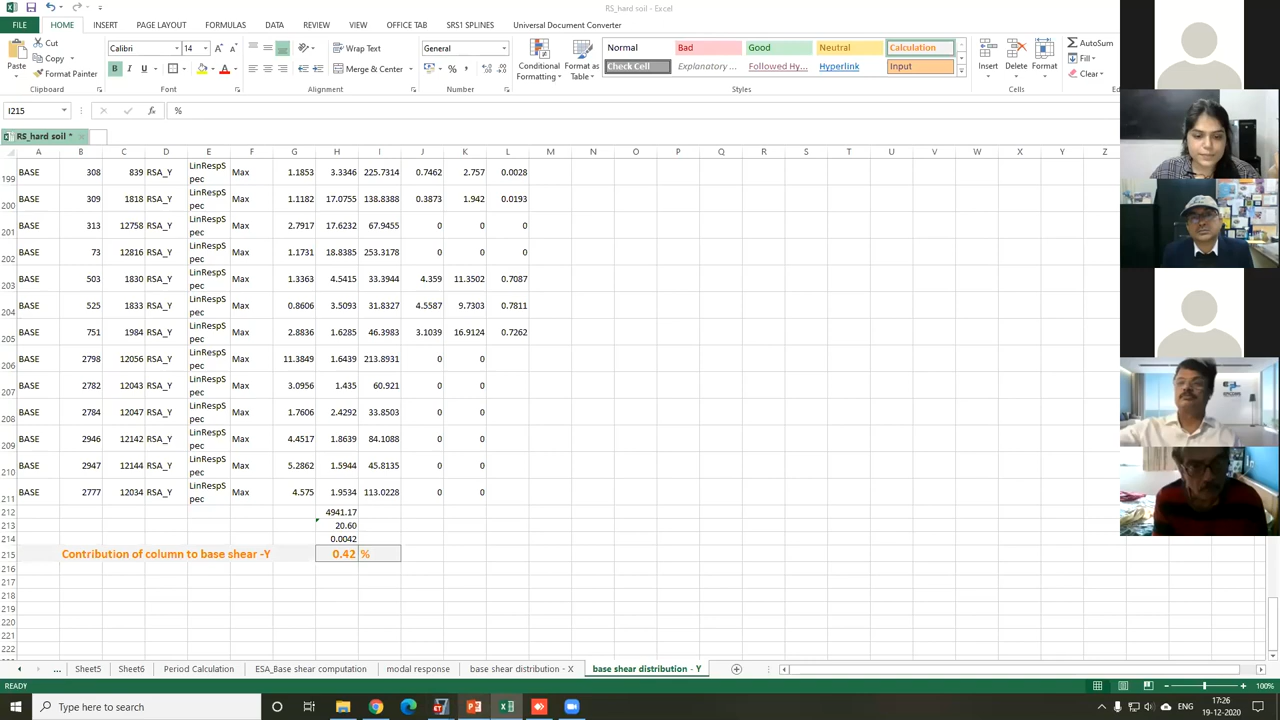 RS_hard soil - Excel
FILE HOME INSERT PAGE LAYOUT FORMULAS DATA REVIEW VIEW OFFICE TAB SRS1 SPLINES Universal Document Converter
Cut Calibri 14 Wrap Text General Normal Bad Good Neutral Calculation AutoSum
Paste Copy Format Painter B I U A Merge & Center % Conditional Formatting Format as Table Check Cell Explanatory ... Followed Hy... Hyperlink Input Insert Delete Format Fill Clear
Clipboard Font Alignment Number Styles Cells
I215 fx %
RS_hard soil *
A B C D E F G H I J K L M N O P Q R S T U V W X Y Z
199 BASE 308 839 RSA_Y LinRespSpec Max 1.1853 3.3346 225.7314 0.7462 2.757 0.0028
200 BASE 309 1818 RSA_Y LinRespSpec Max 1.1182 17.0755 138.8388 0.3873 1.942 0.0193
201 BASE 313 12758 RSA_Y LinRespSpec Max 2.7917 17.6232 67.9455 0 0 0
202 BASE 73 12816 RSA_Y LinRespSpec Max 1.1731 18.8385 253.3178 0 0 0
203 BASE 503 1830 RSA_Y LinRespSpec Max 1.3363 4.5415 33.3944 4.359 11.3502 0.7087
204 BASE 525 1833 RSA_Y LinRespSpec Max 0.8606 3.5093 31.8327 4.5587 9.7303 0.7811
205 BASE 751 1984 RSA_Y LinRespSpec Max 2.8836 1.6285 46.3983 3.1039 16.9124 0.7262
206 BASE 2798 12056 RSA_Y LinRespSpec Max 11.3849 1.6439 213.8931 0 0
207 BASE 2782 12043 RSA_Y LinRespSpec Max 3.0956 1.435 60.921 0 0
208 BASE 2784 12047 RSA_Y LinRespSpec Max 1.7606 2.4292 33.8503 0 0
209 BASE 2946 12142 RSA_Y LinRespSpec Max 4.4517 1.8639 84.1088 0 0
210 BASE 2947 12144 RSA_Y LinRespSpec Max 5.2862 1.5944 45.8135 0 0
211 BASE 2777 12034 RSA_Y LinRespSpec Max 4.575 1.9534 113.0228 0 0
212 4941.17
213 20.60
214 0.0042
215 Contribution of column to base shear -Y 0.42 %
216
217
218
219
220
221
222
... Sheet5 Sheet6 Period Calculation ESA_Base shear computation modal response base shear distribution - X base shear distribution - Y
READY 100%
Type here to search ENG 17:26
19-12-2020